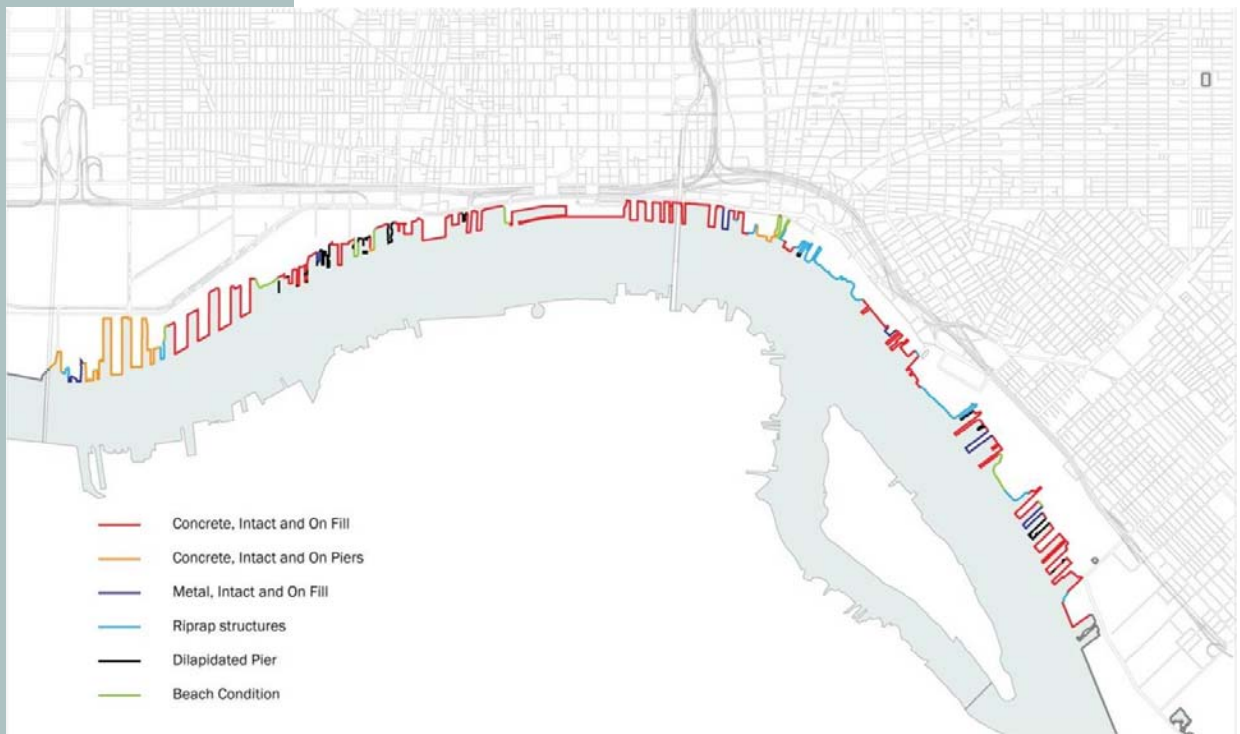 Concrete, Intact and On Fill
Concrete, Intact and On Piers
Metal, Intact and On Fill
Riprap structures
Dilapidated Pier
Beach Condition